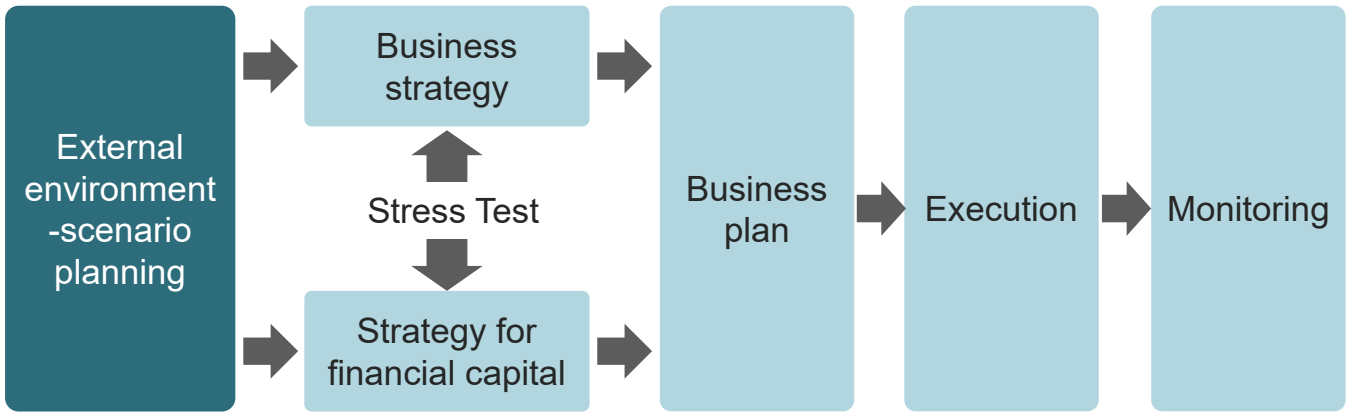 External
environment
-scenario
planning
Business
strategy
Stress Test
Strategy for
financial capital
Business
plan
Execution
Monitoring